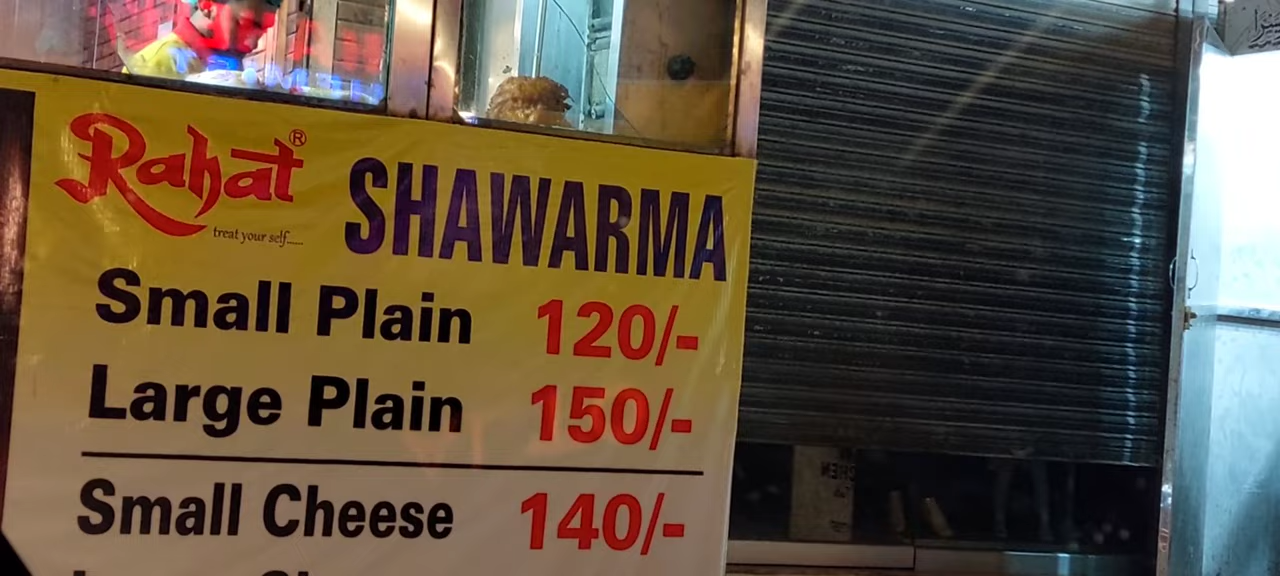 Rahat®
treat your self.....
SHAWARMA
Small Plain 120/-
Large Plain 150/-
Small Cheese 140/-